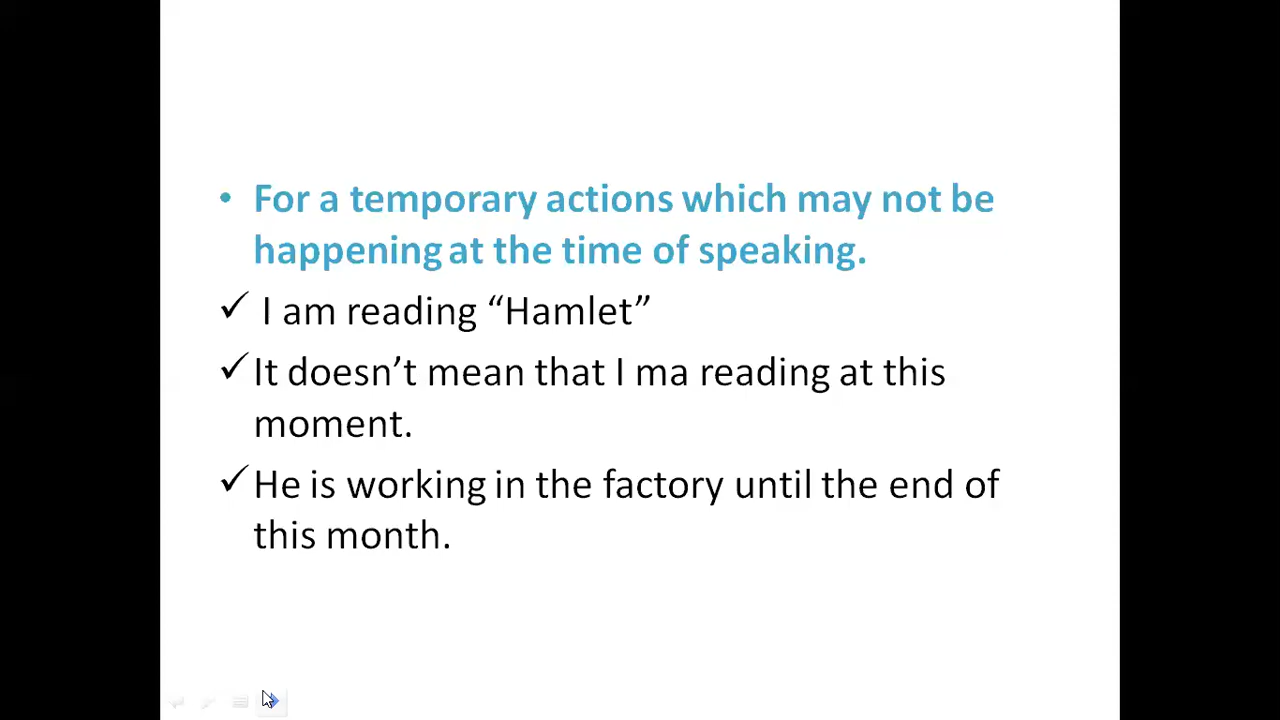 • For a temporary actions which may not be
happening at the time of speaking.
✓ I am reading “Hamlet”
✓ It doesn’t mean that I ma reading at this
moment.
✓ He is working in the factory until the end of
this month.